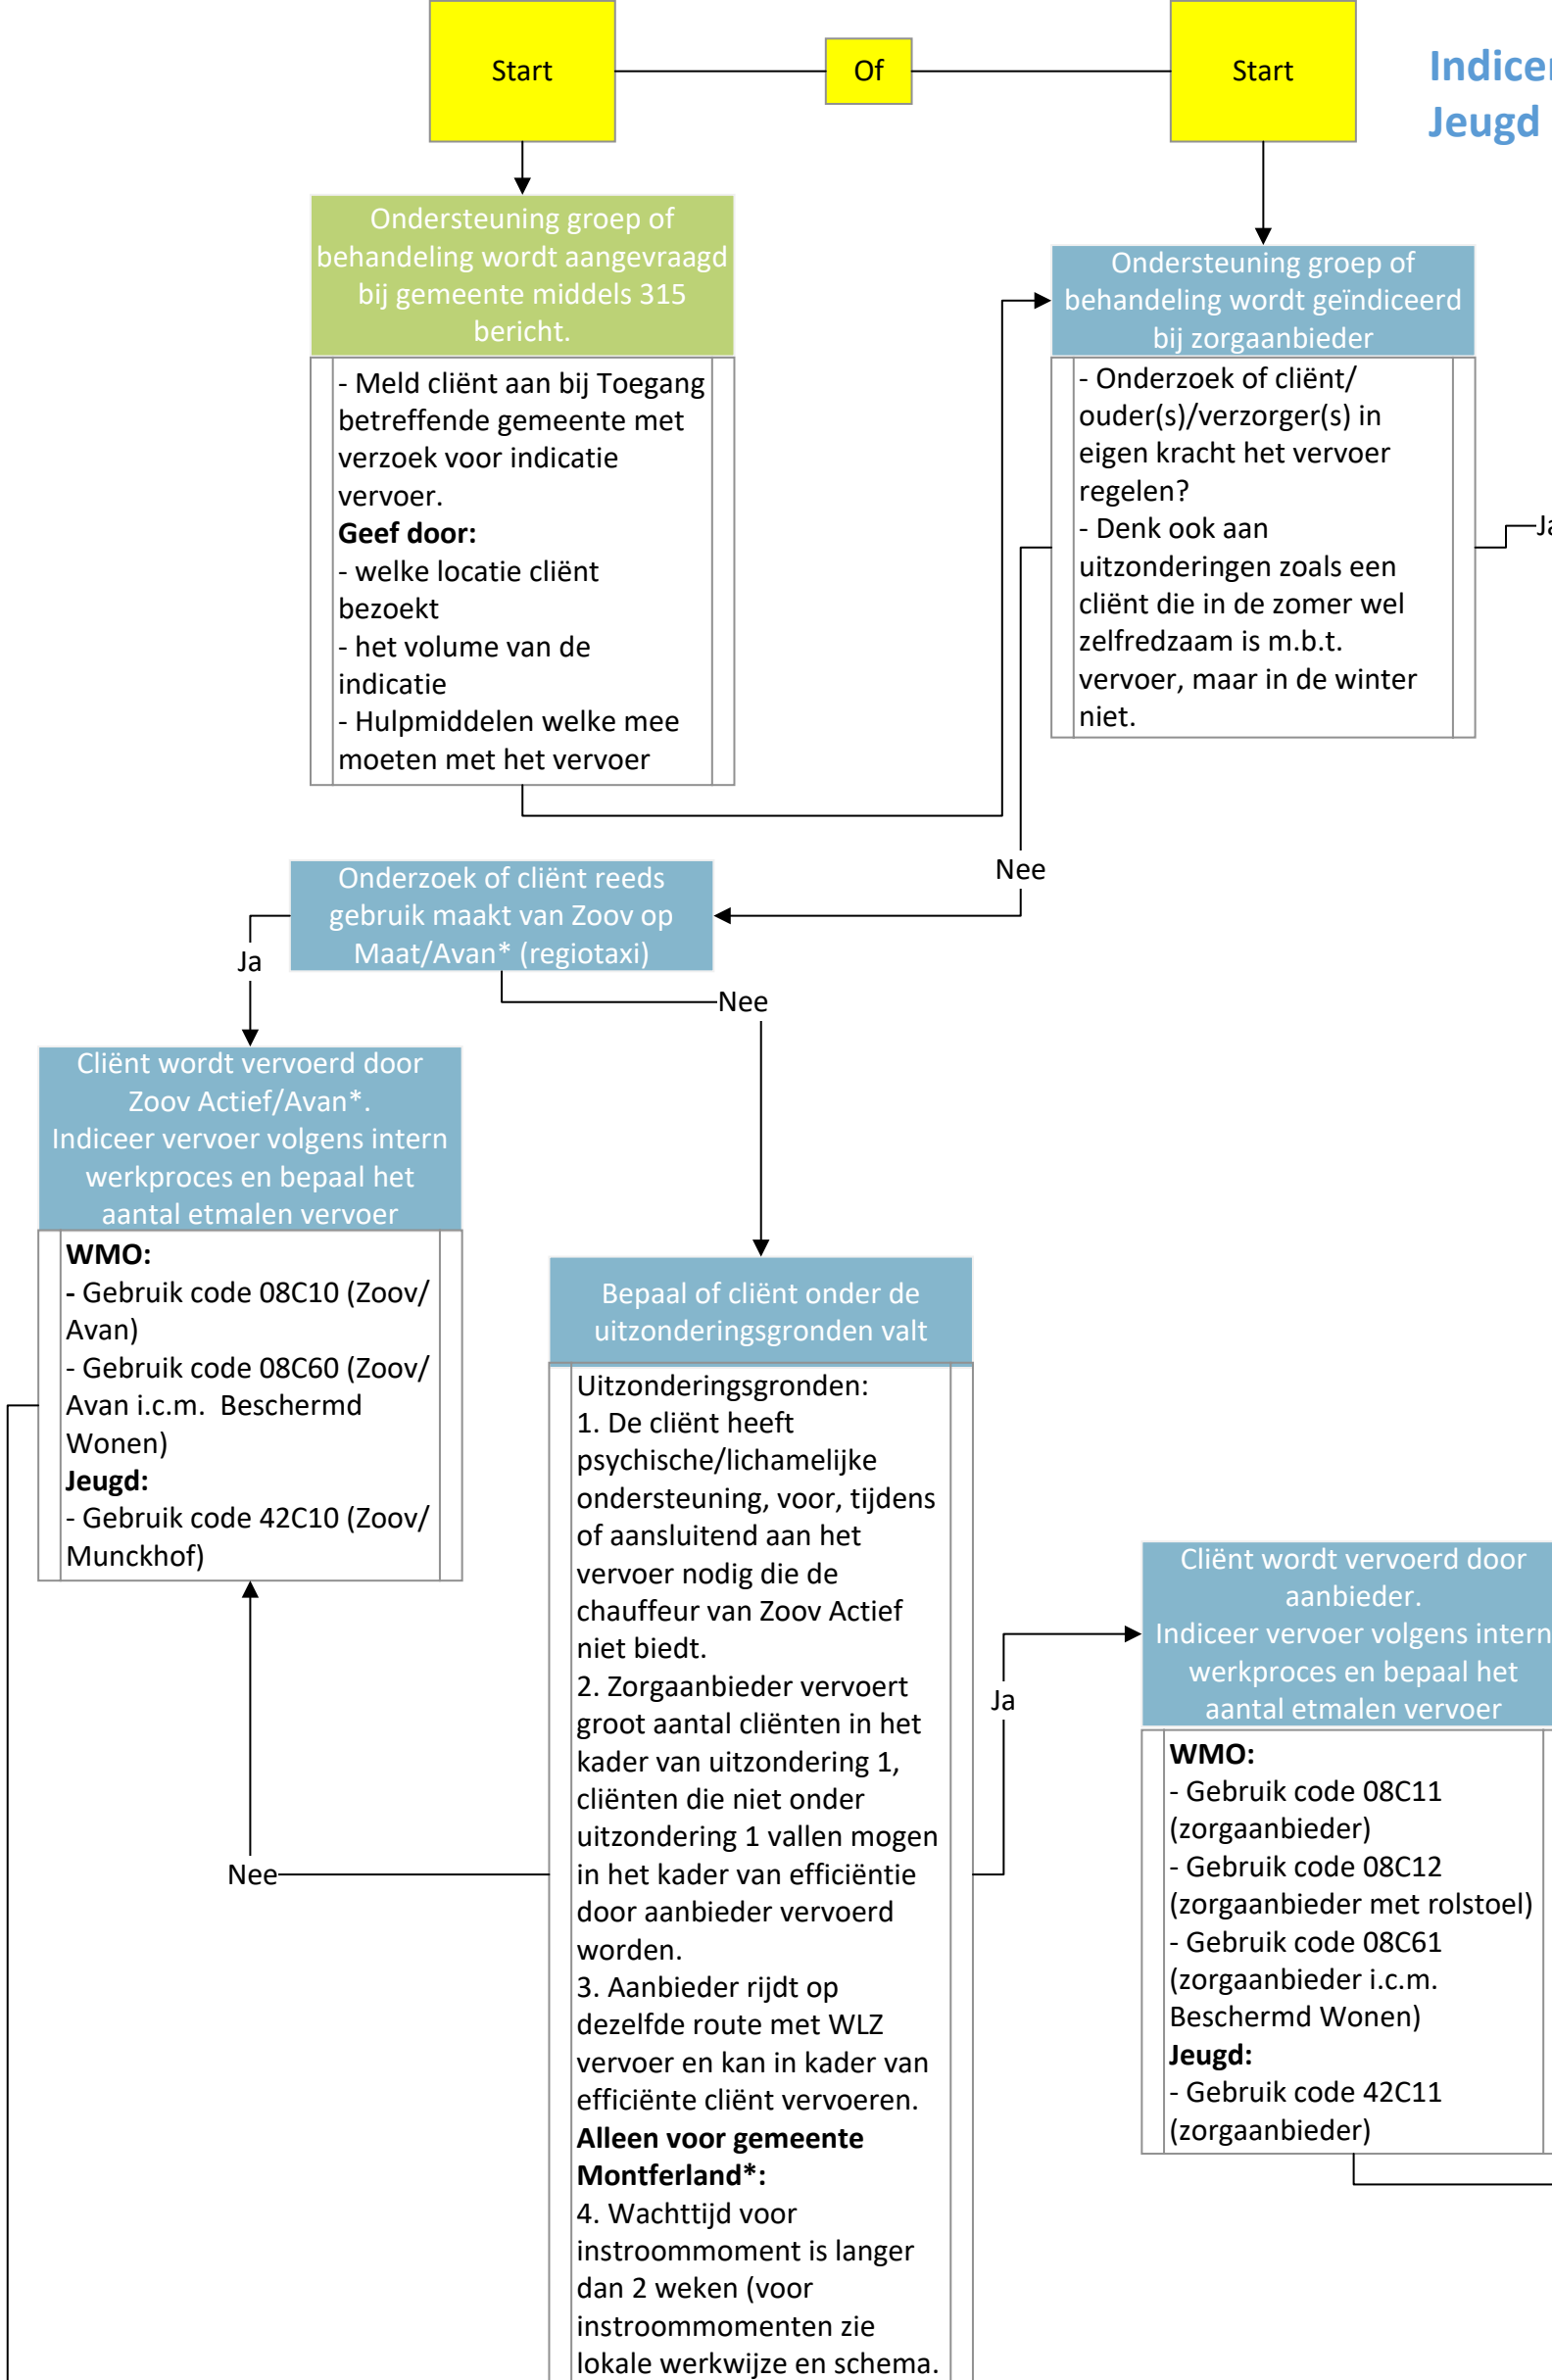 Start
Of
Start
Jeugd
Ondersteuning groep of
behandeling wordt aangevraagd
bij gemeente middels 315
bericht.
- Meld cliënt aan bij Toegang
betreffende gemeente met
verzoek voor indicatie
vervoer.
Geef door:
- welke locatie cliënt
bezoekt
- het volume van de
indicatie
- Hulpmiddelen welke mee
moeten met het vervoer
Ondersteuning groep of
behandeling wordt geïndiceerd
bij zorgaanbieder
- Onderzoek of cliënt/
ouder(s)/verzorger(s) in
eigen kracht het vervoer
regelen?
- Denk ook aan
uitzonderingen zoals een
cliënt die in de zomer wel
zelfredzaam is m.b.t.
vervoer, maar in de winter
niet.
Nee
Onderzoek of cliënt reeds
gebruik maakt van Zoov op
Maat/Avan* (regiotaxi)
Ja
Nee
Cliënt wordt vervoerd door
Zoov Actief/Avan*.
Indiceer vervoer volgens intern
werkproces en bepaal het
aantal etmalen vervoer
WMO:
- Gebruik code 08C10 (Zoov/
Avan)
- Gebruik code 08C60 (Zoov/
Avan i.c.m. Beschermd
Wonen)
Jeugd:
- Gebruik code 42C10 (Zoov/
Munckhof)
Nee
Bepaal of cliënt onder de
uitzonderingsgronden valt
Uitzonderingsgronden:
1. De cliënt heeft
psychische/lichamelijke
ondersteuning, voor, tijdens
of aansluitend aan het
vervoer nodig die de
chauffeur van Zoov Actief
niet biedt.
2. Zorgaanbieder vervoert
groot aantal cliënten in het
kader van uitzondering 1,
cliënten die niet onder
uitzondering 1 vallen mogen
in het kader van efficiëntie
door aanbieder vervoerd
worden.
3. Aanbieder rijdt op
dezelfde route met WLZ
vervoer en kan in kader van
efficiënte cliënt vervoeren.
Alleen voor gemeente
Montferland*:
4. Wachttijd voor
instroommoment is langer
dan 2 weken (voor
instroommomenten zie
lokale werkwijze en schema.
Ja
Cliënt wordt vervoerd door
aanbieder.
Indiceer vervoer volgens intern
werkproces en bepaal het
aantal etmalen vervoer
WMO:
- Gebruik code 08C11
(zorgaanbieder)
- Gebruik code 08C12
(zorgaanbieder met rolstoel)
- Gebruik code 08C61
(zorgaanbieder i.c.m.
Beschermd Wonen)
Jeugd:
- Gebruik code 42C11
(zorgaanbieder)